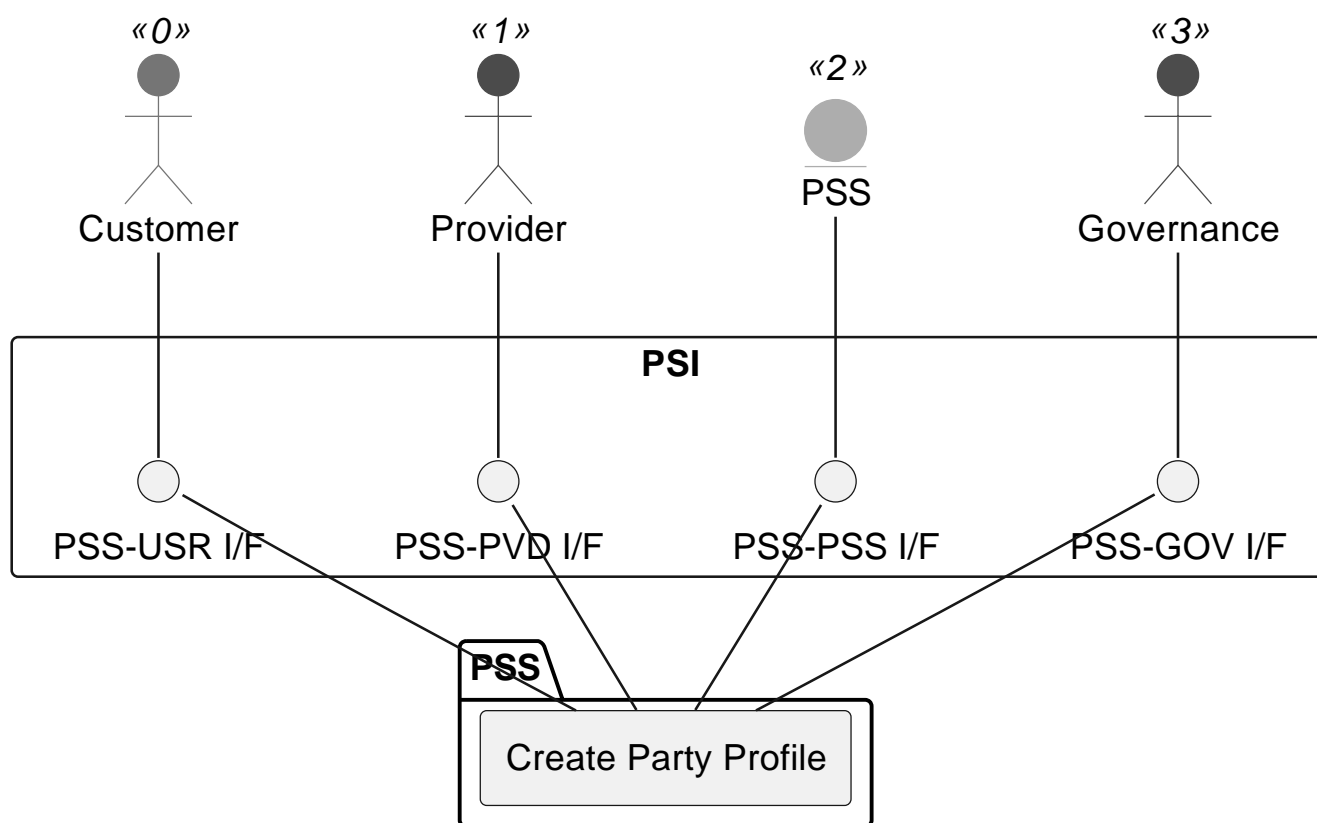 «0»
«1»
«2»
«3»
Customer
Provider
PSS
Governance
PSI
PSS-USR I/F
PSS-PVD I/F
PSS-PSS I/F
PSS-GOV I/F
PSS
Create Party Profile